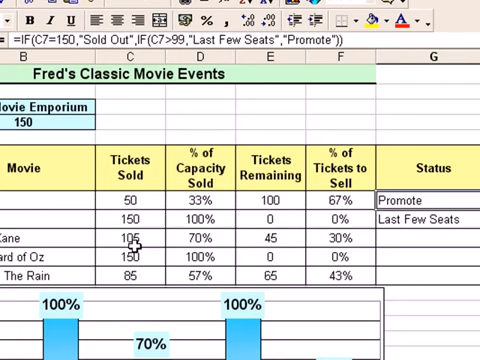 B I U $ % , .00
= =IF(C7=150,"Sold Out",IF(C7>99,"Last Few Seats","Promote"))
B C D E F G
Fred's Classic Movie Events
Movie Emporium
150
Movie Tickets Sold % of Capacity Sold Tickets Remaining % of Tickets to Sell Status
50 33% 100 67% Promote
150 100% 0 0% Last Few Seats
Kane 105 70% 45 30%
ard of Oz 150 100% 0 0%
The Rain 85 57% 65 43%
100% 100%
70%